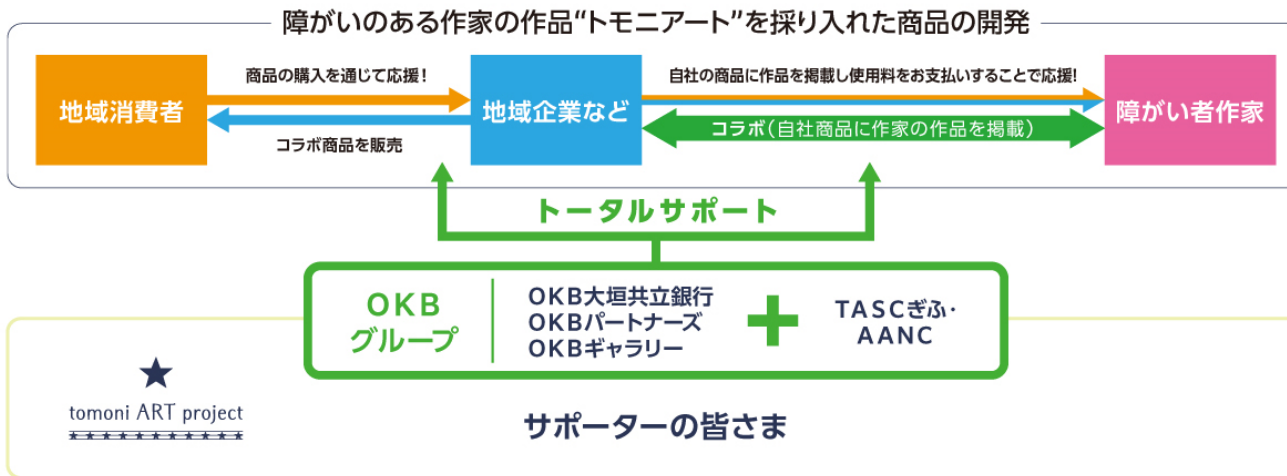 障がいのある作家の作品“トモニアート”を採り入れた商品の開発
地域消費者
商品の購入を通じて応援!
コラボ商品を販売
地域企業など
自社の商品に作品を掲載し使用料をお支払いすることで応援!
コラボ(自社商品に作家の作品を掲載)
障がい者作家
トータルサポート
OKB
グループ
OKB大垣共立銀行
OKBパートナーズ
OKBギャラリー
+
TASCぎふ・
AANC
tomoni ART project
サポーターの皆さま